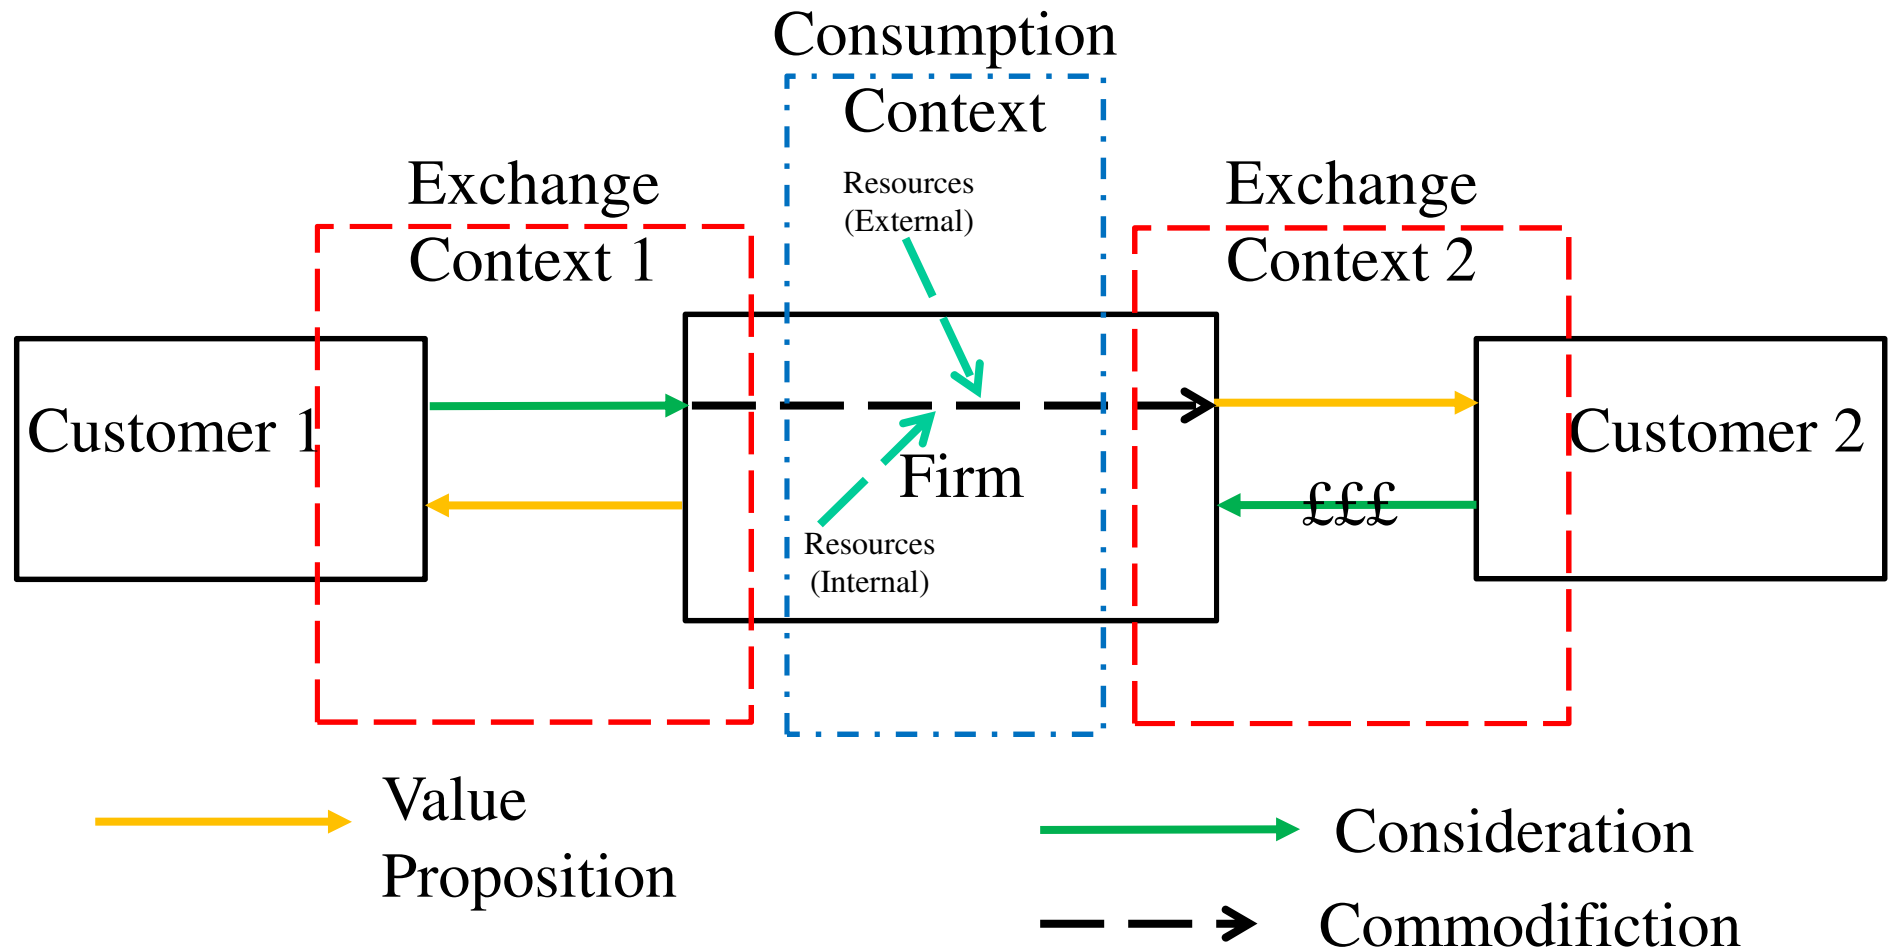 Consumption
Context
Exchange
Context 1
Resources
(External)
Exchange
Context 2
Customer 1
Firm
Customer 2
£££
Resources
(Internal)
Value
Proposition
Consideration
Commodifiction